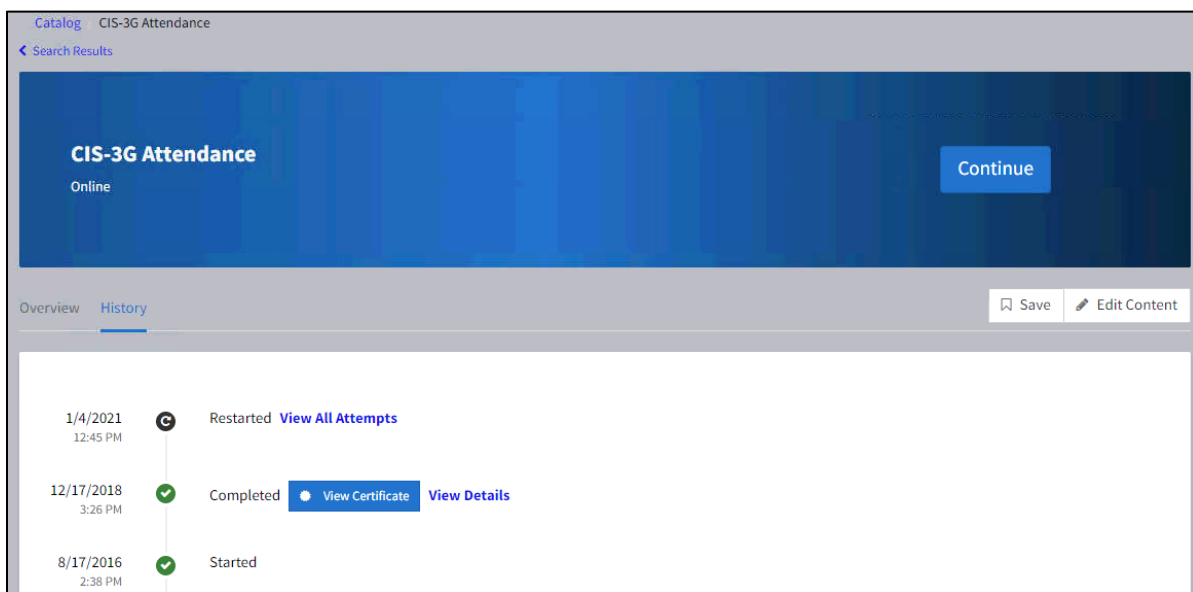 Catalog CIS-3G Attendance
Search Results
CIS-3G Attendance
Online
Continue
Overview History Save Edit Content
1/4/2021 Restarted View All Attempts
12:45 PM
12/17/2018 Completed View Certificate View Details
3:26 PM
8/17/2016 Started
2:38 PM